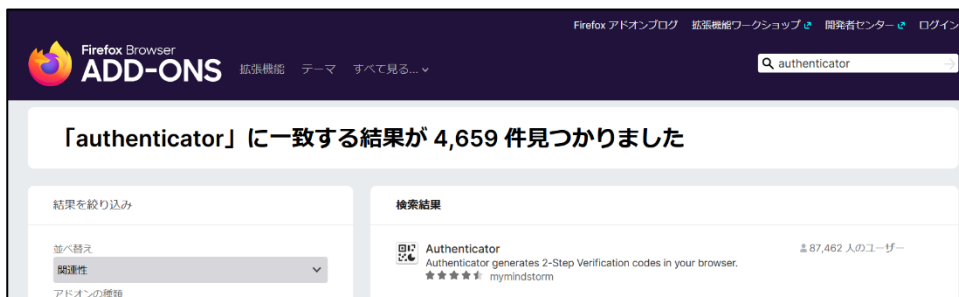 Firefox アドオンブログ 拡張機能ワークショップ 開発者センター ログイン
Firefox Browser
ADD-ONS 拡張機能 テーマ すべて見る... authenticator
「authenticator」に一致する結果が 4,659 件見つかりました
結果を絞り込み
検索結果
並べ替え
関連性
アドオンの種類
Authenticator 87,462 人のユーザー
Authenticator generates 2-Step Verification codes in your browser.
mymindstorm